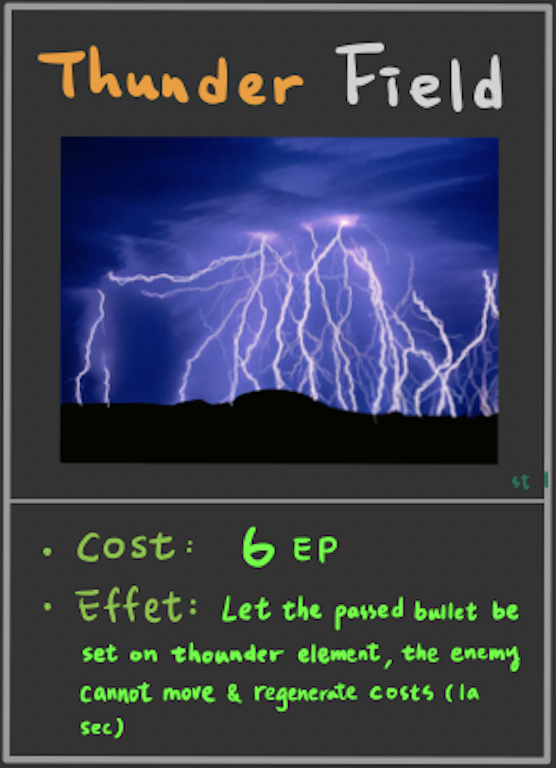 Thunder Field
st
• Cost: 6 EP
• Effet: Let the passed bullet be
set on thounder element, the enemy
cannot move & regenerate costs (1a
sec)